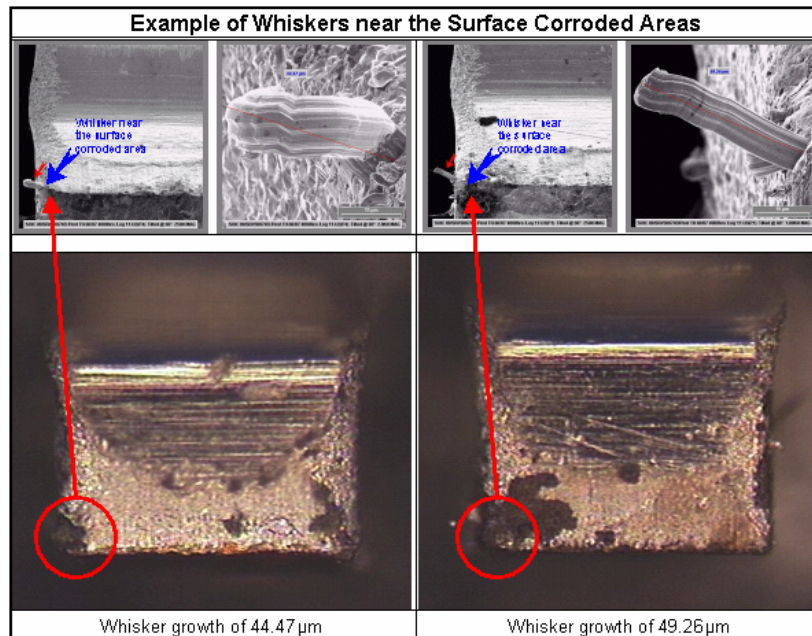 Example of Whiskers near the Surface Corroded Areas
Whisker near
the surface
corroded area
Whisker near
the surface
corroded area
Whisker growth of 44.47µm
Whisker growth of 49.26µm